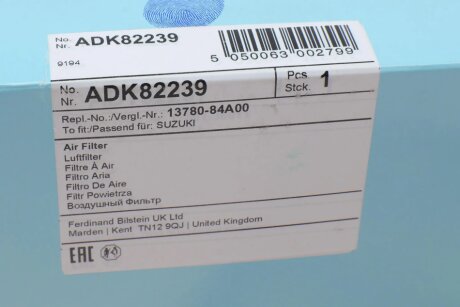 No.
Nr. ADK82239
9194
5 050063 002799
No.
Nr. ADK82239
Pcs.
Stck. 1
Repl.-No.:/Vergl.-Nr.: 13780-84A00
To fit:/Passend für: SUZUKI
Air Filter
Luftfilter
Filtre À Air
Filtro Aria
Filtro De Aire
Filtr Powietrza
Воздушный Фильтр
Ferdinand Bilstein UK Ltd
Marden | Kent TN12 9QJ | United Kingdom
EAC